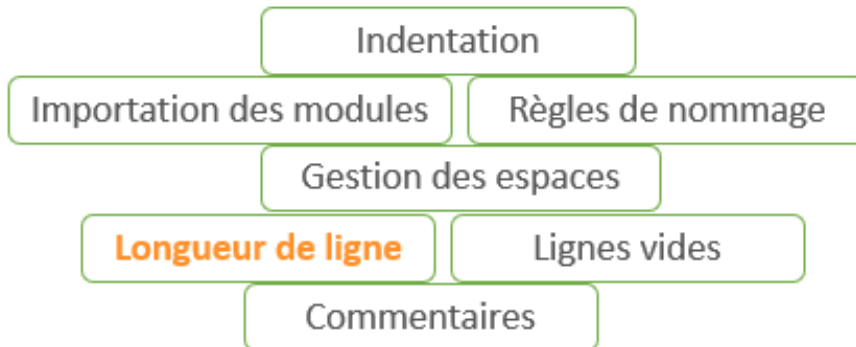 Indentation
Importation des modules
Règles de nommage
Gestion des espaces
Longueur de ligne
Lignes vides
Commentaires